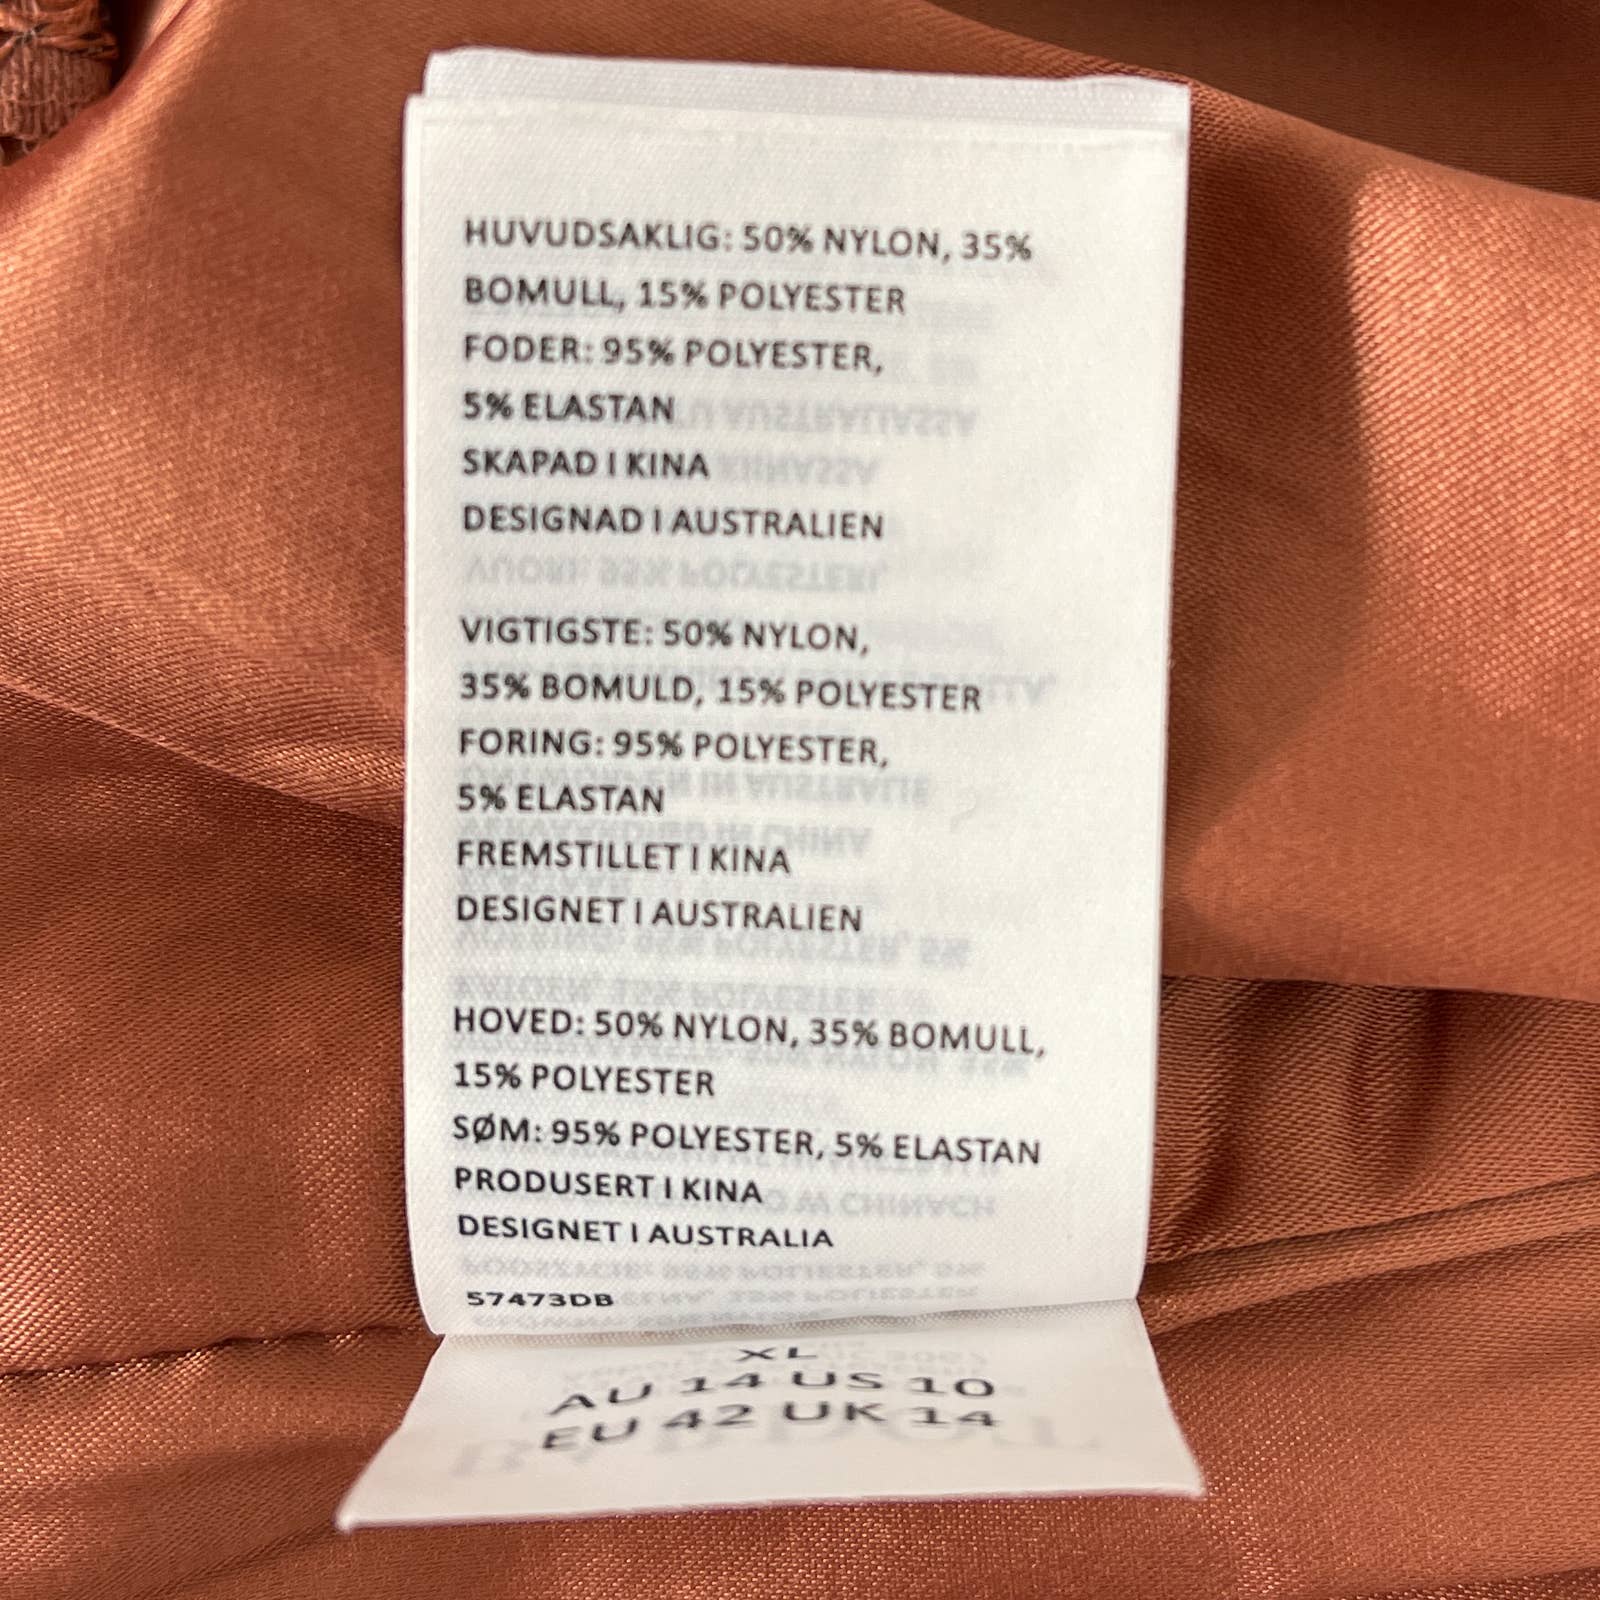 HUVUDSAKLIG: 50% NYLON, 35%
BOMULL, 15% POLYESTER
FODER: 95% POLYESTER,
5% ELASTAN
SKAPAD I KINA
DESIGNAD I AUSTRALIEN
VIGTIGSTE: 50% NYLON,
35% BOMULD, 15% POLYESTER
FORING: 95% POLYESTER,
5% ELASTAN
FREMSTILLET I KINA
DESIGNET I AUSTRALIEN
HOVED: 50% NYLON, 35% BOMULL,
15% POLYESTER
SØM: 95% POLYESTER, 5% ELASTAN
PRODUSERT I KINA
DESIGNET I AUSTRALIA
57473DB
XL
AU 14 US 10
EU 42 UK 14